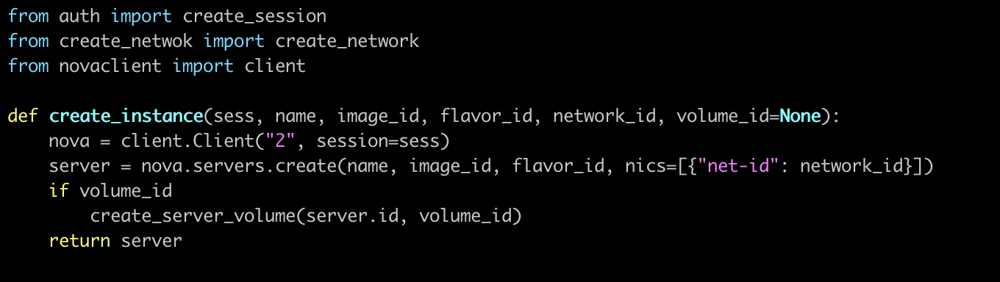 from auth import create_session
from create_netwok import create_network
from novaclient import client
def create_instance(sess, name, image_id, flavor_id, network_id, volume_id=None):
nova = client.Client("2", session=sess)
server = nova.servers.create(name, image_id, flavor_id, nics=[{"net-id": network_id}])
if volume_id
create_server_volume(server.id, volume_id)
return server